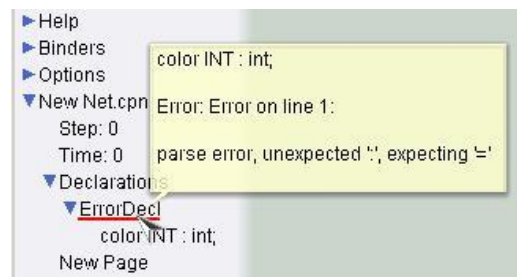 Help
Binders
Options
New Net.cpn
Step: 0
Time: 0
Declarations
ErrorDecl
color INT : int;
New Page
color INT : int;
Error: Error on line 1:
parse error, unexpected ':', expecting '='